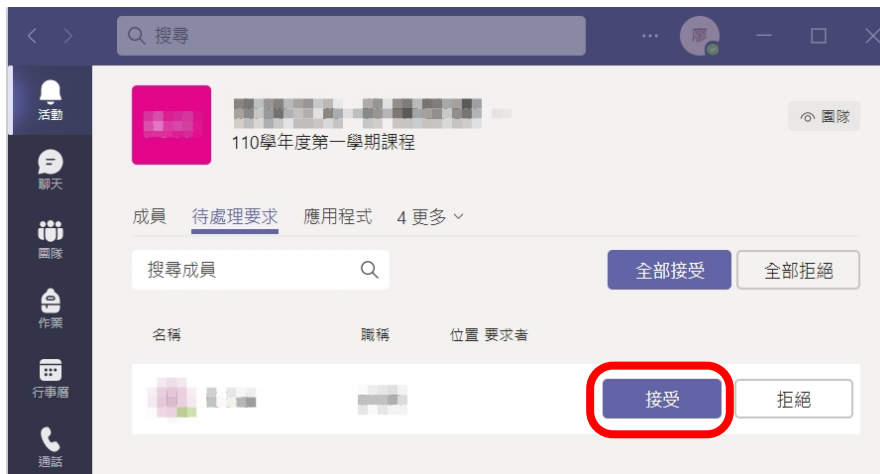 搜尋
廖
活動
聊天
團隊
作業
行事曆
通話
110學年度第一學期課程
團隊
成員 待處理要求 應用程式 4 更多
搜尋成員
全部接受 全部拒絕
名稱 職稱 位置 要求者
接受 拒絕